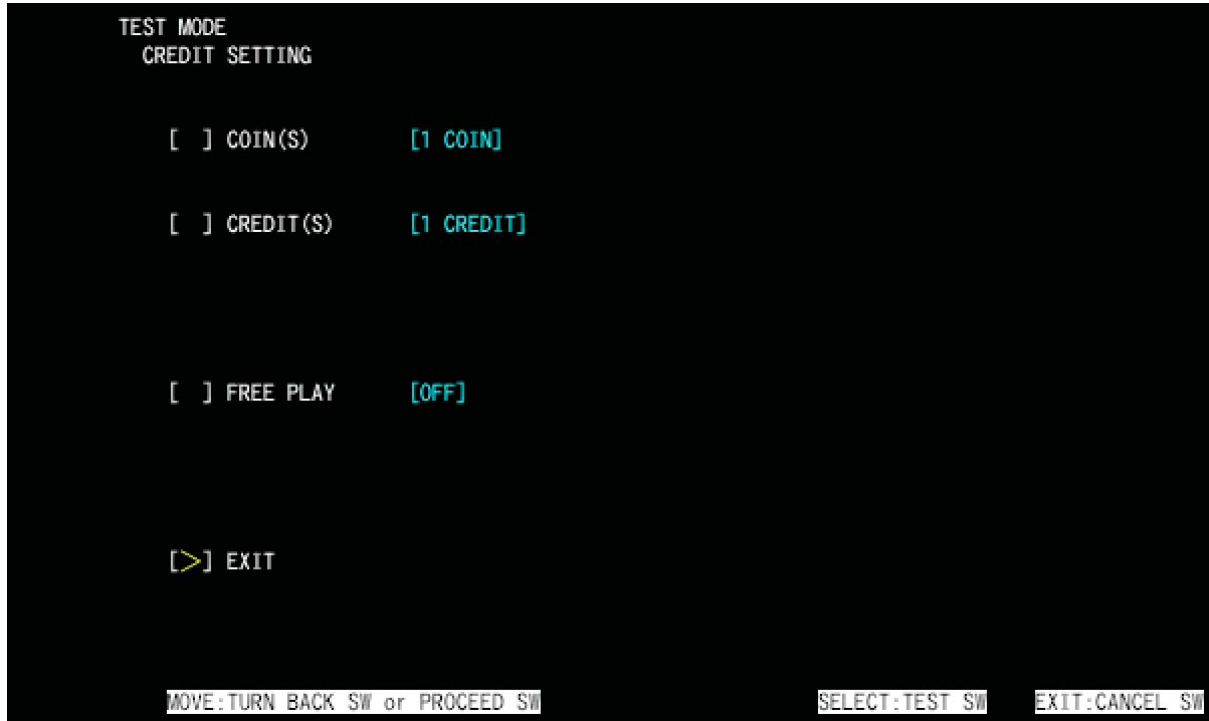 TEST MODE
CREDIT SETTING
[ ] COIN(S) [1 COIN]
[ ] CREDIT(S) [1 CREDIT]
[ ] FREE PLAY [OFF]
[>] EXIT
MOVE:TURN BACK SW or PROCEED SW SELECT:TEST SW EXIT:CANCEL SW